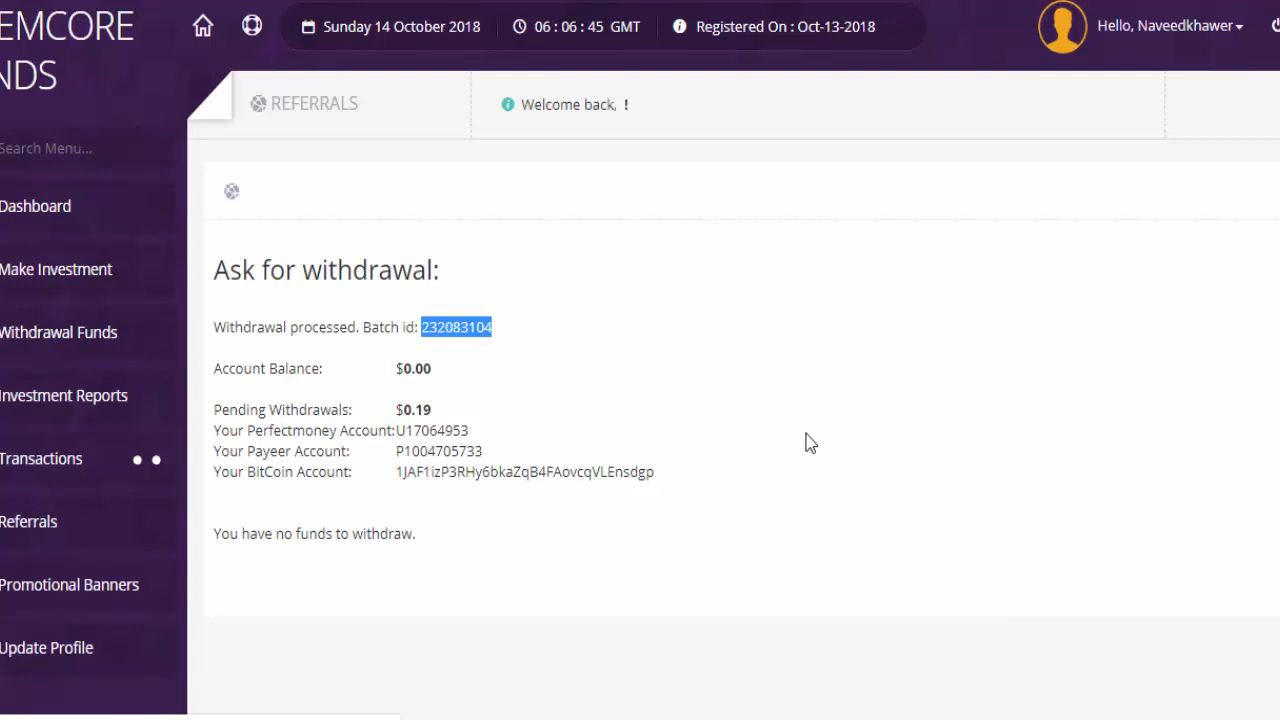 EMCORE
NDS
Sunday 14 October 2018
06 : 06 : 45 GMT
Registered On : Oct-13-2018
Hello, Naveedkhawer
REFERRALS
Welcome back, !
Search Menu...
Dashboard
Make Investment
Withdrawal Funds
Investment Reports
Transactions
Referrals
Promotional Banners
Update Profile
Ask for withdrawal:
Withdrawal processed. Batch id: 232083104
Account Balance: $0.00
Pending Withdrawals: $0.19
Your Perfectmoney Account:U17064953
Your Payeer Account: P1004705733
Your BitCoin Account: 1JAF1izP3RHy6bkaZqB4FAovcqVLEnsdgp
You have no funds to withdraw.